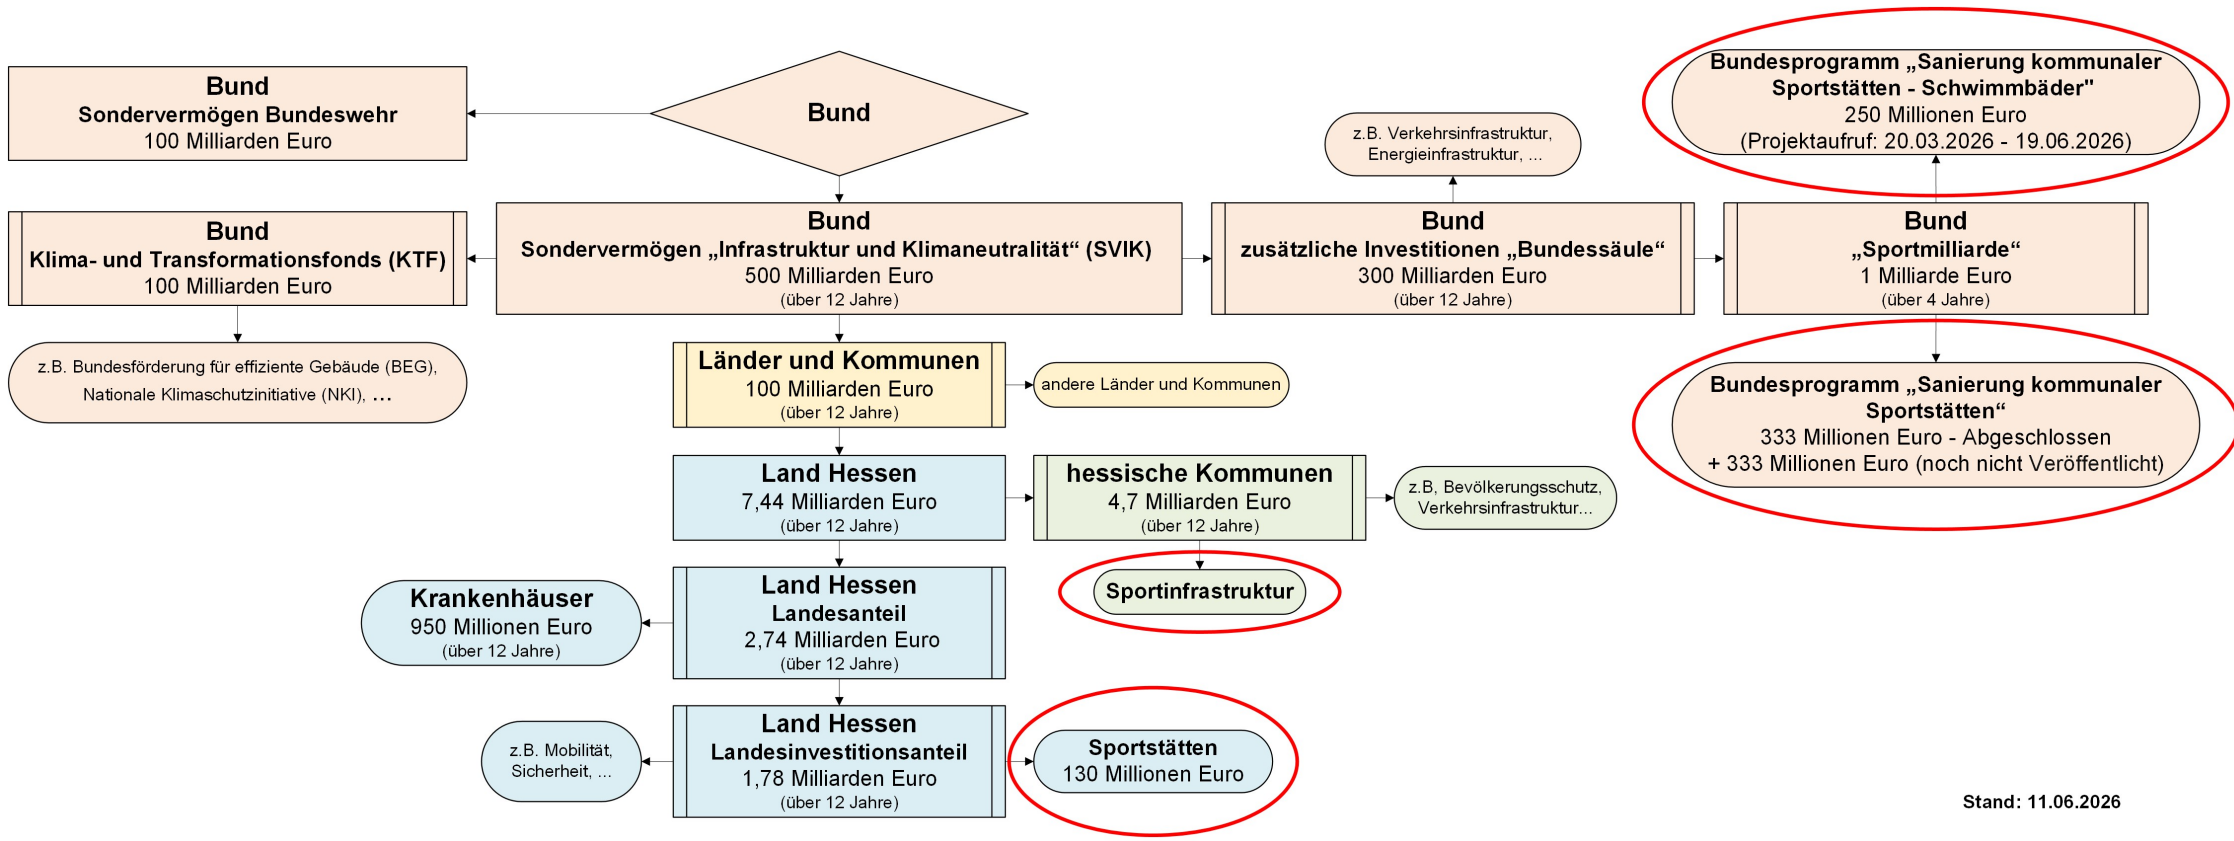 Bund
Sondervermögen Bundeswehr
100 Milliarden Euro
Bund
z.B. Verkehrsinfrastruktur,
Energieinfrastruktur, ...
Bundesprogramm „Sanierung kommunaler
Sportstätten - Schwimmbäder"
250 Millionen Euro
(Projektaufruf: 20.03.2026 - 19.06.2026)
Bund
Klima- und Transformationsfonds (KTF)
100 Milliarden Euro
Bund
Sondervermögen „Infrastruktur und Klimaneutralität“ (SVIK)
500 Milliarden Euro
(über 12 Jahre)
Bund
zusätzliche Investitionen „Bundessäule“
300 Milliarden Euro
(über 12 Jahre)
Bund
„Sportmilliarde“
1 Milliarde Euro
(über 4 Jahre)
z.B. Bundesförderung für effiziente Gebäude (BEG),
Nationale Klimaschutzinitiative (NKI), ...
Länder und Kommunen
100 Milliarden Euro
(über 12 Jahre)
andere Länder und Kommunen
Bundesprogramm „Sanierung kommunaler
Sportstätten“
333 Millionen Euro - Abgeschlossen
+ 333 Millionen Euro (noch nicht Veröffentlicht)
Land Hessen
7,44 Milliarden Euro
(über 12 Jahre)
hessische Kommunen
4,7 Milliarden Euro
(über 12 Jahre)
z.B, Bevölkerungsschutz,
Verkehrsinfrastruktur...
Krankenhäuser
950 Millionen Euro
(über 12 Jahre)
Land Hessen
Landesanteil
2,74 Milliarden Euro
(über 12 Jahre)
Sportinfrastruktur
z.B. Mobilität,
Sicherheit, ...
Land Hessen
Landesinvestitionsanteil
1,78 Milliarden Euro
(über 12 Jahre)
Sportstätten
130 Millionen Euro
Stand: 11.06.2026